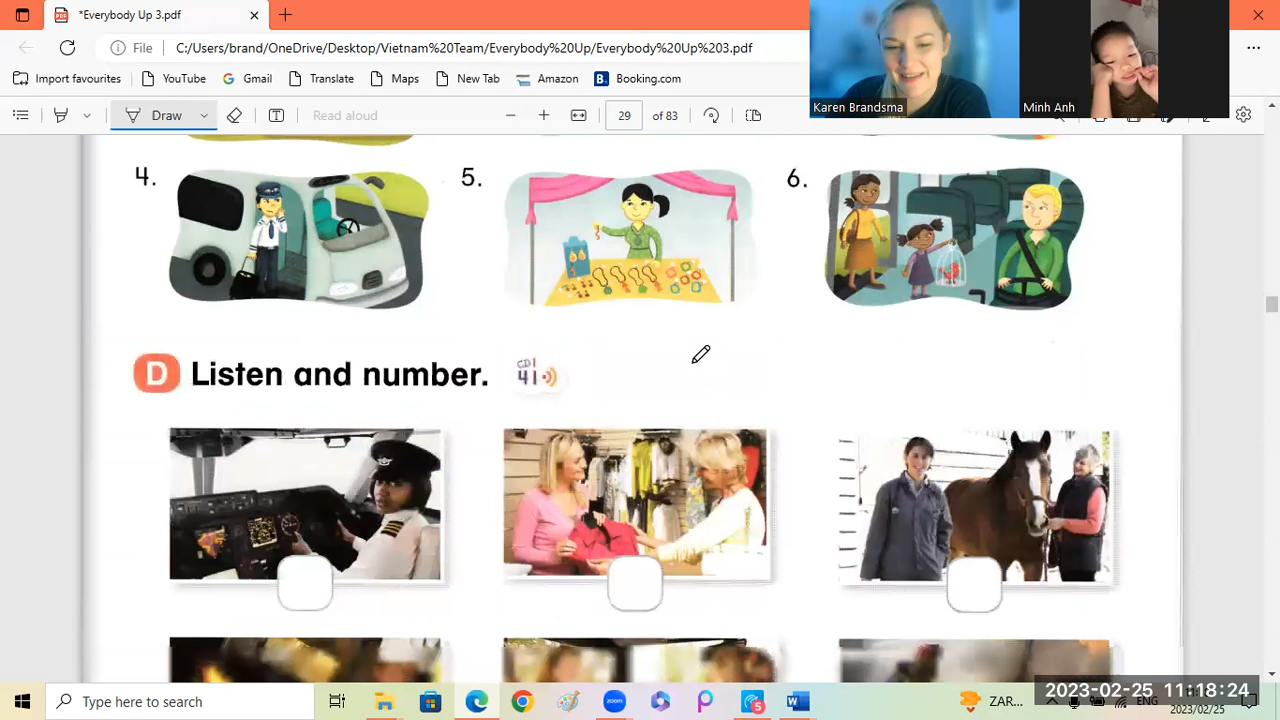 *Everybody Up 3.pdf
File
C:/Users/brand/OneDrive/Desktop/Vietnam%20Team/Everybody%20Up/Everybody%20Up%203.pdf
Import favourites
YouTube
Gmail
Translate
Maps
New Tab
Amazon
Booking.com
Karen Brandsma
Minh Anh
Draw
Read aloud
29
of 83
4.
5.
6.
D Listen and number. CD1
41
Type here to search
5
ZAR...
ENG
2023-02-25 11:18:24
2023/02/25